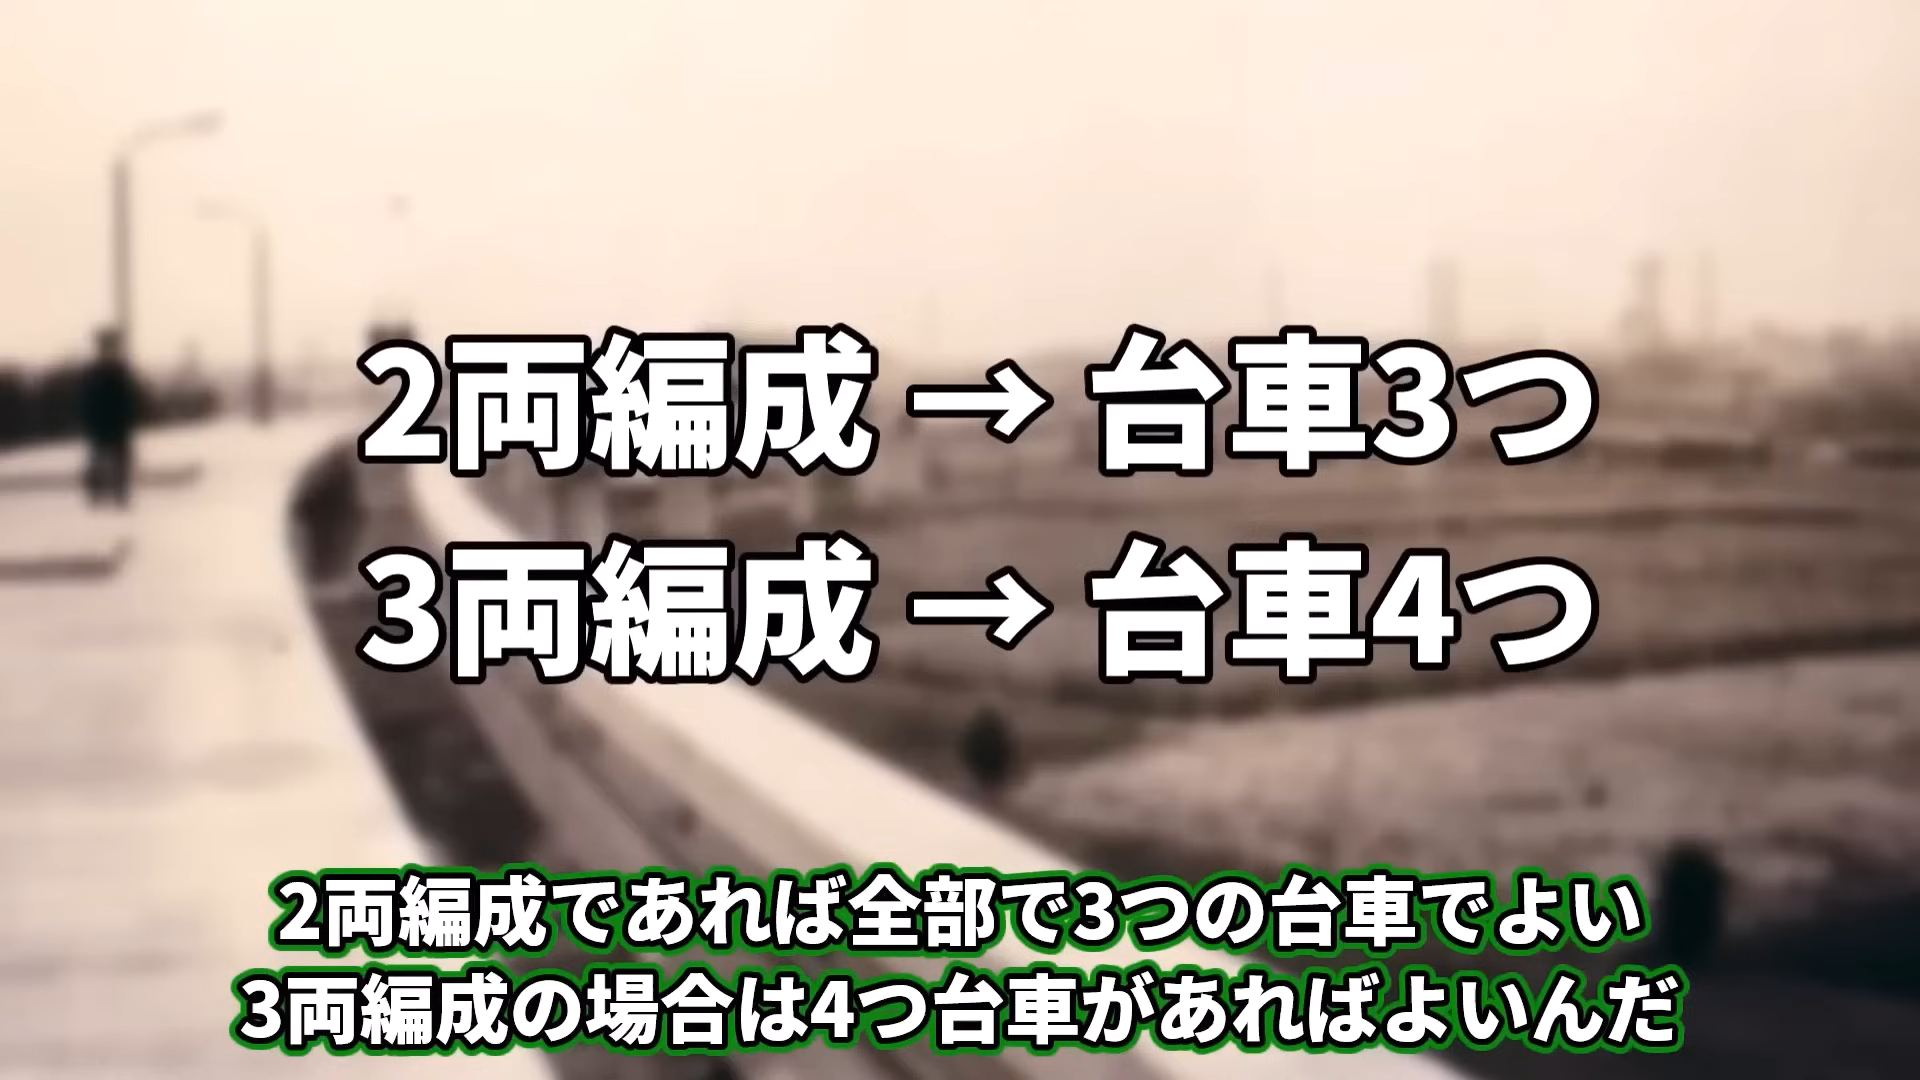 2両編成 → 台車3つ
3両編成 → 台車4つ
2両編成であれば全部で3つの台車でよい
3両編成の場合は4つ台車があればよいんだ